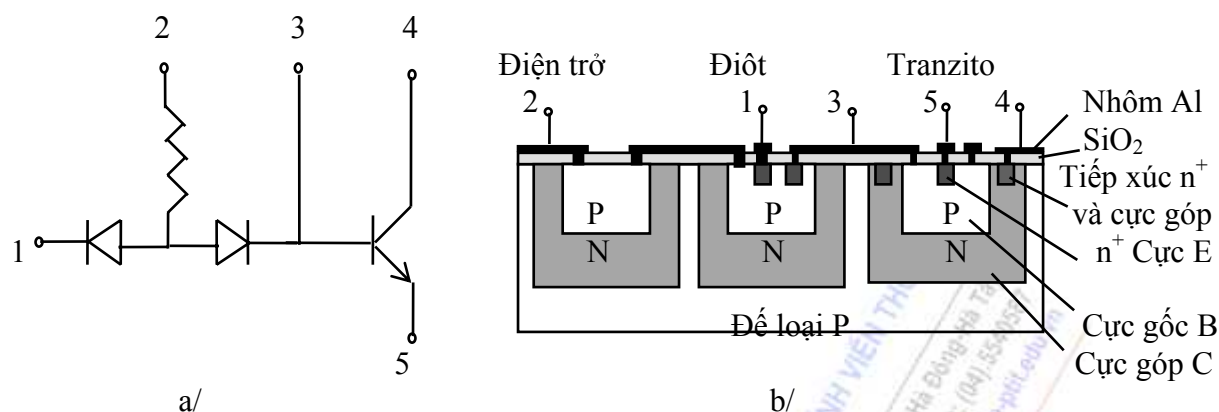 2
3
4
1
5
a/
Điện trở
Điôt
Tranzito
2
1
3
5
4
Nhôm Al
SiO2
Tiếp xúc n+
và cực góp
n+ Cực E
Cực gốc B
Cực góp C
P
P
P
N
N
N
Đế loại P
b/